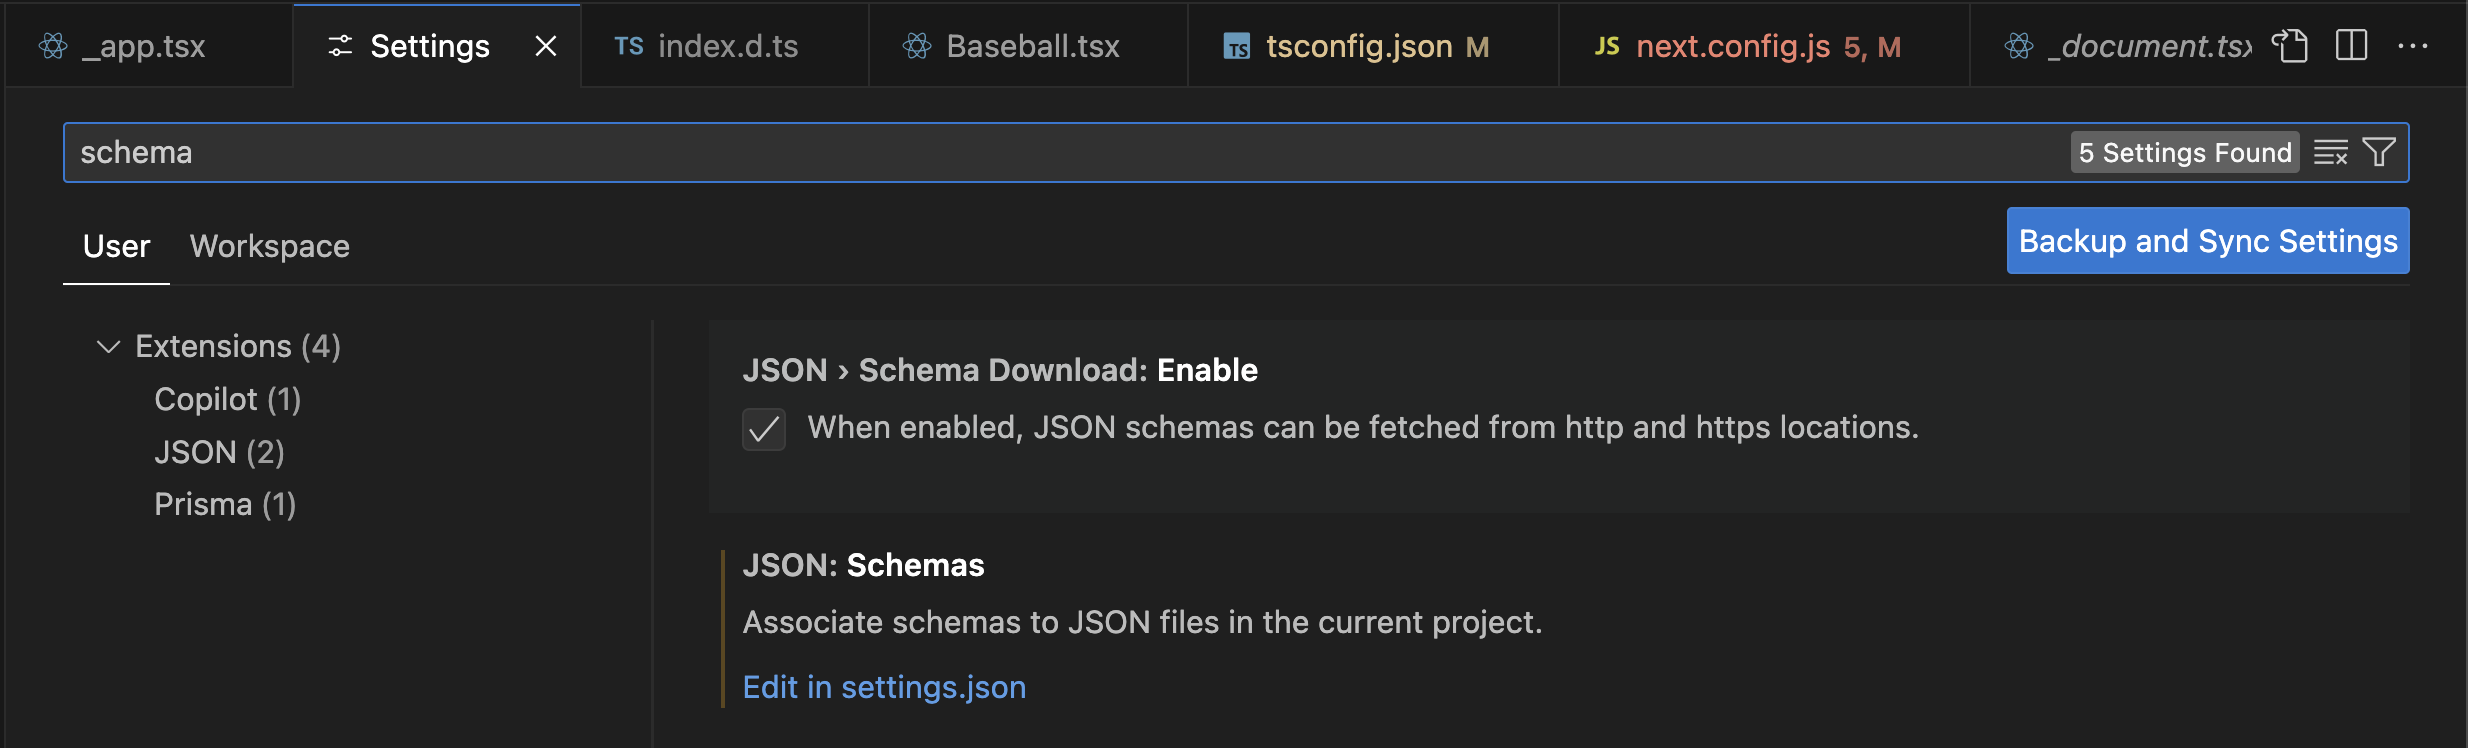 _app.tsx Settings TS index.d.ts Baseball.tsx TS tsconfig.json M JS next.config.js 5, M _document.tsx
schema 5 Settings Found
User Workspace Backup and Sync Settings
Extensions (4)
Copilot (1)
JSON (2)
Prisma (1)
JSON › Schema Download: Enable
When enabled, JSON schemas can be fetched from http and https locations.
JSON: Schemas
Associate schemas to JSON files in the current project.
Edit in settings.json